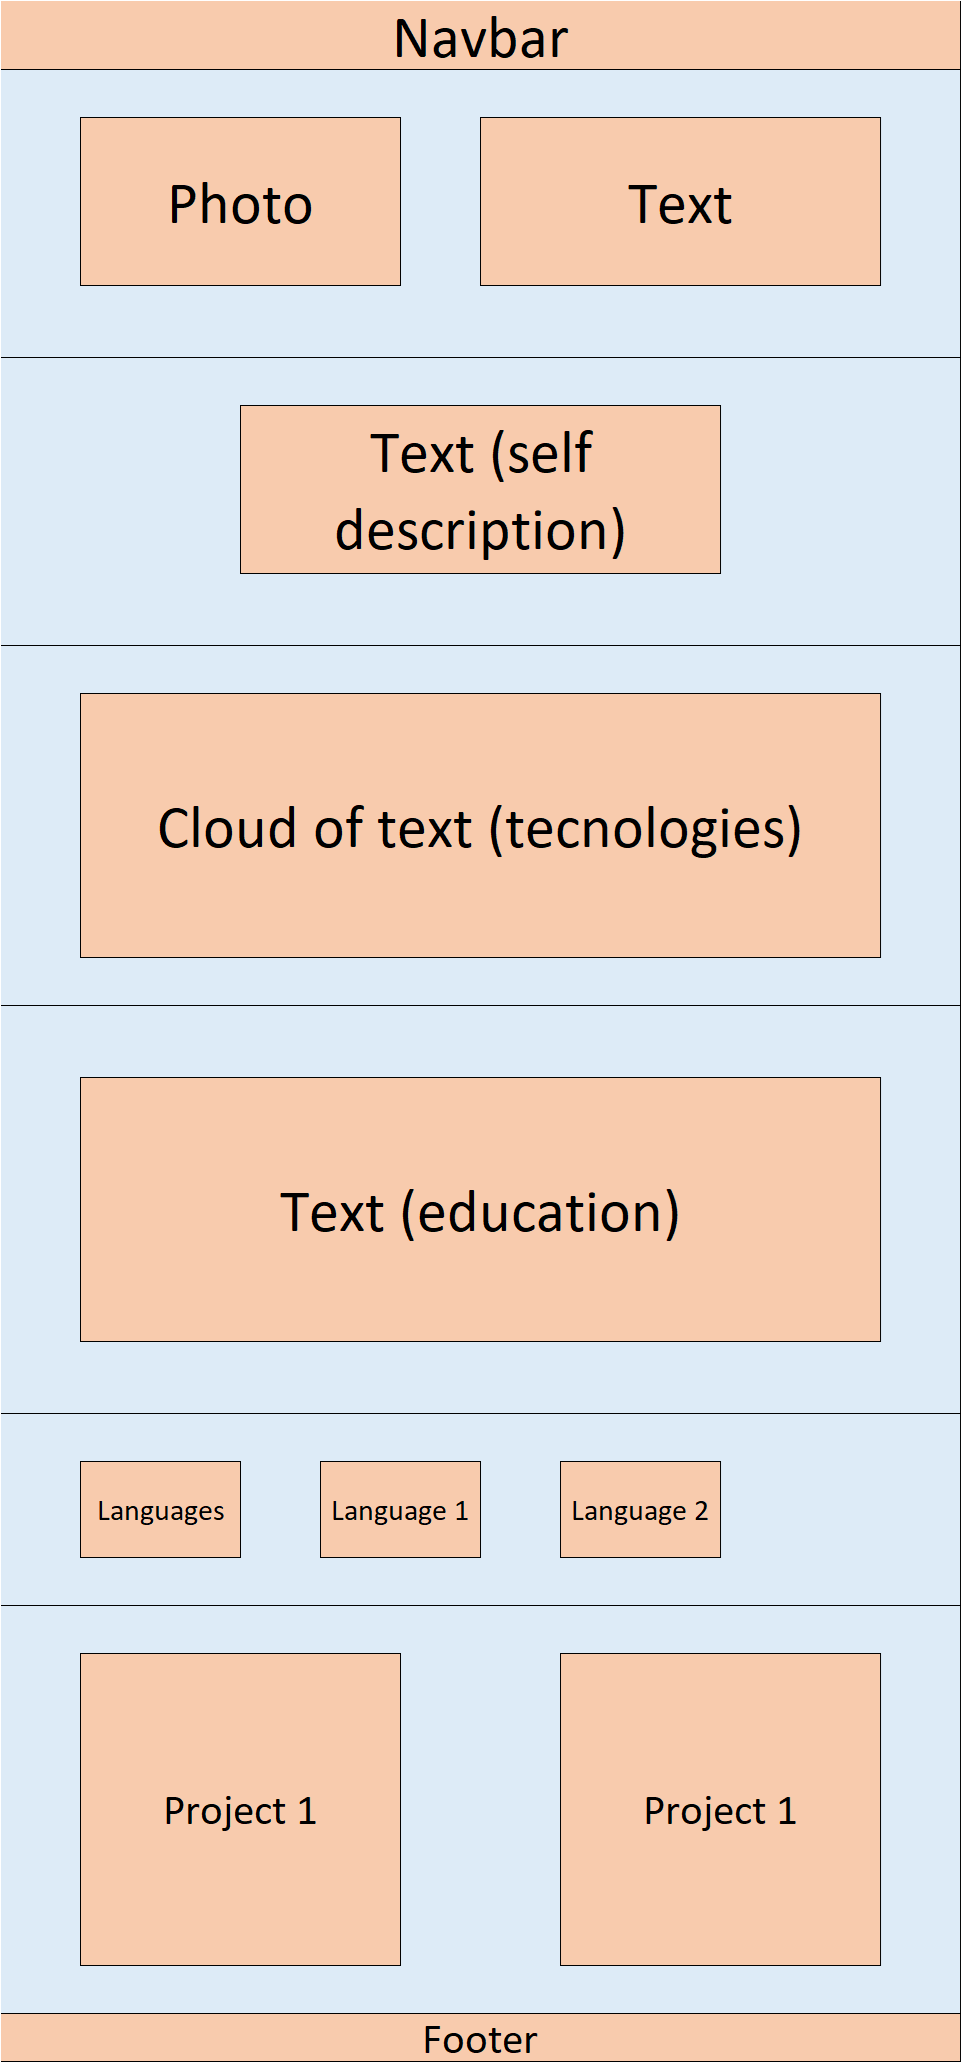 Navbar
Photo
Text
Text (self
description)
Cloud of text (tecnologies)
Text (education)
Languages
Language 1
Language 2
Project 1
Project 1
Footer